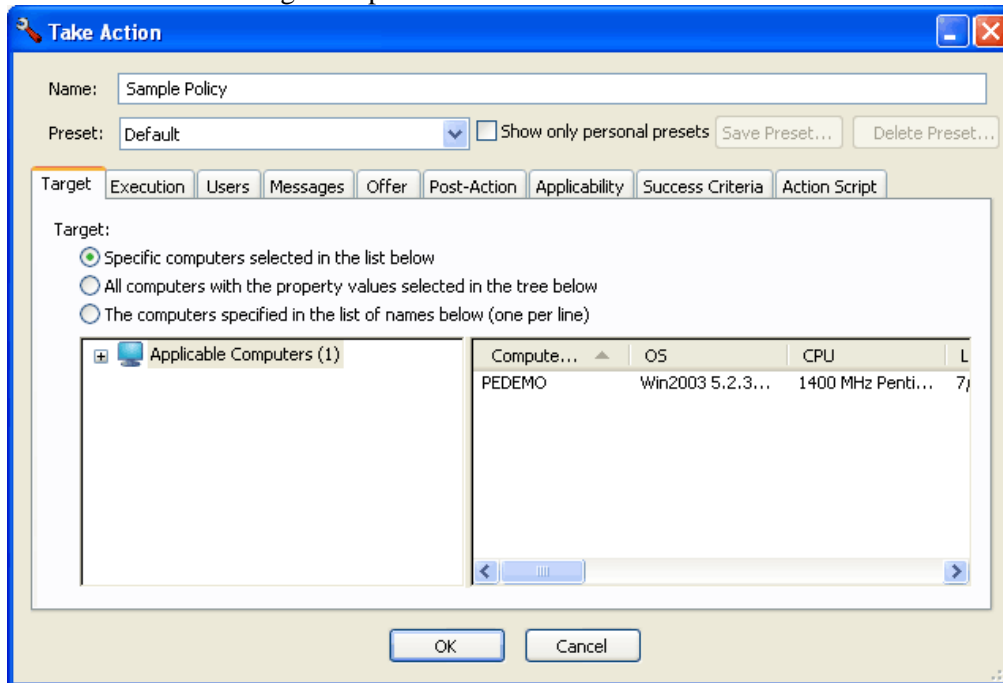 Take Action
Name: Sample Policy
Preset: Default Show only personal presets Save Preset... Delete Preset...
Target Execution Users Messages Offer Post-Action Applicability Success Criteria Action Script
Target:
Specific computers selected in the list below
All computers with the property values selected in the tree below
The computers specified in the list of names below (one per line)
Applicable Computers (1)
Compute... OS CPU L
PEDEMO Win2003 5.2.3... 1400 MHz Penti... 7/
OK Cancel